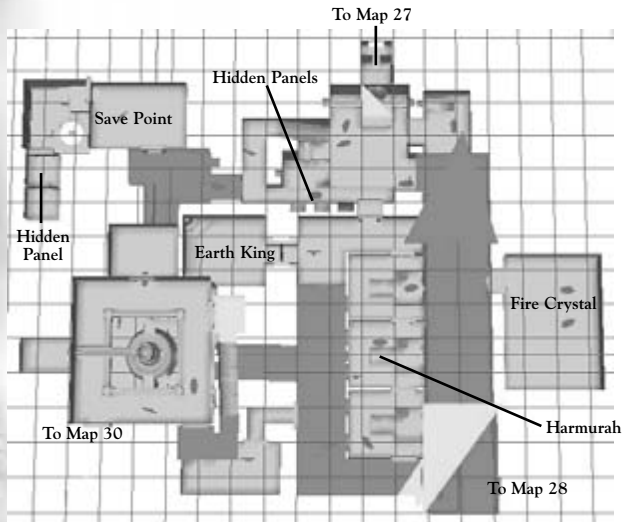 To Map 27
Hidden Panels
Save Point
Hidden
Panel
Earth King
Fire Crystal
Harmurah
To Map 30
To Map 28